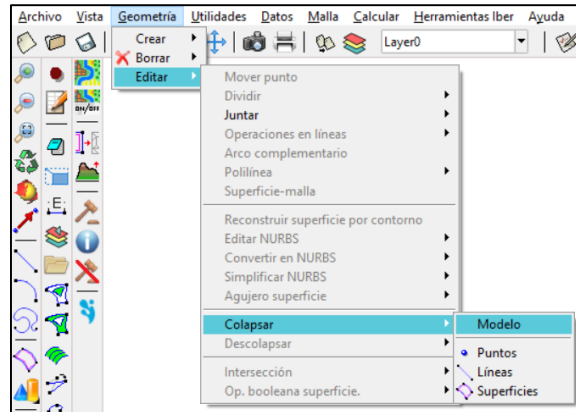 Archivo Vista Geometría Utilidades Datos Malla Calcular Herramientas Iber Ayuda
Crear
Layer0
Borrar
Editar
Mover punto
ON/OFF
Dividir
Juntar
Operaciones en líneas
Arco complementario
Polilínea
Superficie-malla
E
Reconstruir superficie por contorno
Editar NURBS
Convertir en NURBS
Simplificar NURBS
Agujero superficie
Colapsar
Modelo
Descolapsar
Puntos
Líneas
Intersección
Op. booleana superficie.
Superficies